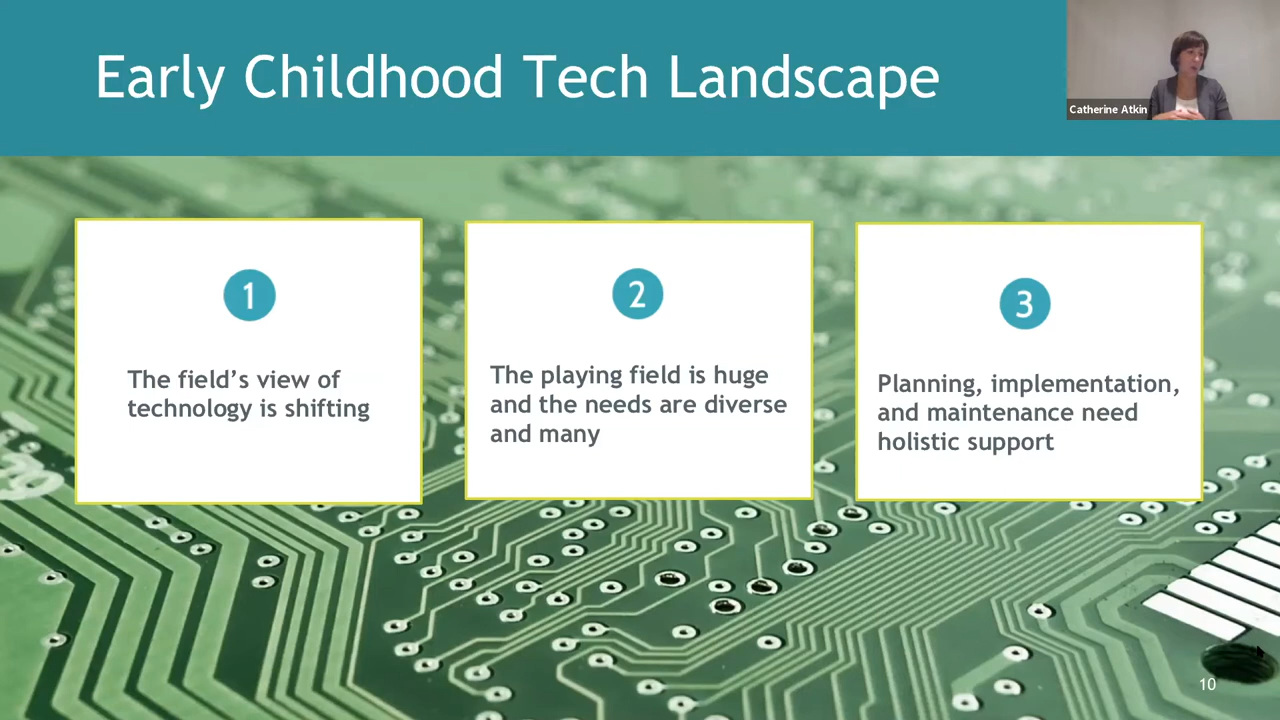 Early Childhood Tech Landscape
Catherine Atkin
1
The field’s view of
technology is shifting
2
The playing field is huge
and the needs are diverse
and many
3
Planning, implementation,
and maintenance need
holistic support
10